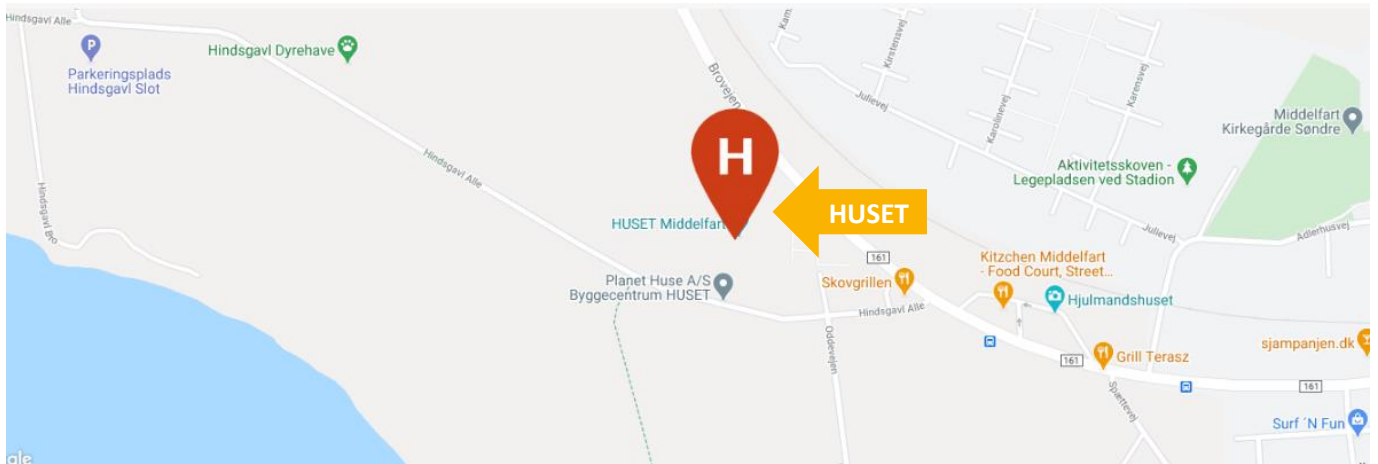 Hindsgavl Alle
Parkeringsplads
Hindsgavl Slot
Hindsgavl Dyrehave
Hindsgavl Alle
Brovejen
Kirstensvej
Julievej
Karolinevej
Karensvej
Middelfart
Kirkegårde Søndre
Aktivitetsskoven -
Legepladsen ved Stadion
H
HUSET
HUSET Middelfart
Julievej
Adlerhusvej
161
Planet Huse A/S
Byggecentrum HUSET
Skovgrillen
Kitzchen Middelfart
- Food Court, Street...
Hjulmandshuset
Hindsgavl Alle
Oddevejen
161
Grill Terasz
sjampanjen.dk
161
Spættevej
Surf ´N Fun